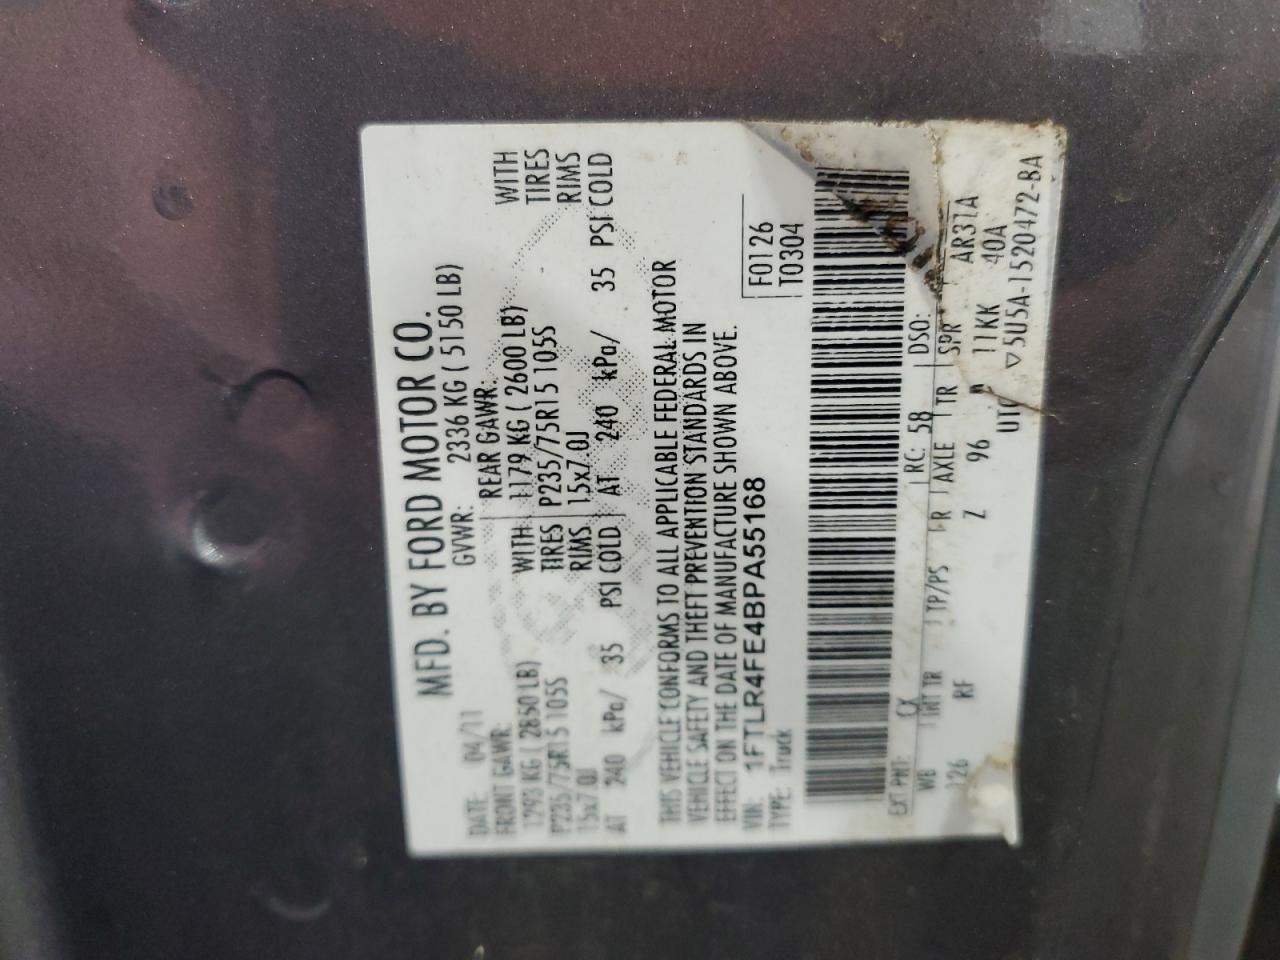 MFD. BY FORD MOTOR CO.
DATE: 04/11 GVWR: 2336 KG ( 5150 LB)
FRONT GAWR: REAR GAWR:
1293 KG ( 2850 LB) WITH 1179 KG ( 2600 LB) WITH
P235/75R15 105S TIRES P235/75R15 105S TIRES
15x7.0J RIMS 15x7.0J RIMS
AT 240 kPa/ 35 PSI COLD AT 240 kPa/ 35 PSI COLD
THIS VEHICLE CONFORMS TO ALL APPLICABLE FEDERAL MOTOR
VEHICLE SAFETY AND THEFT PREVENTION STANDARDS IN
EFFECT ON THE DATE OF MANUFACTURE SHOWN ABOVE.
VIN: 1FTLR4FE4BPA55168 F0126
TYPE: Truck T0304
EXT PNT: CX RC: 58 DSO:
WB INT TR TP/PS R AXLE TR SPR AR31A
126 RF Z 96 11KK 40A
UTC ▽5U5A-1520472-BA